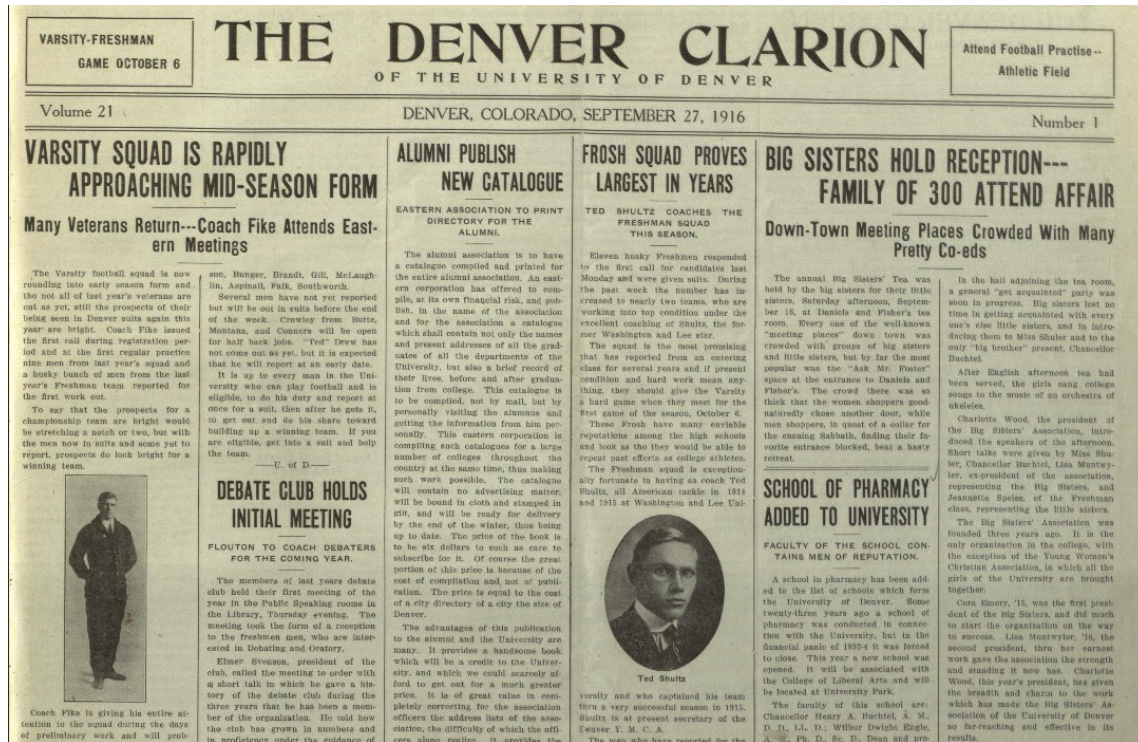 VARSITY-FRESHMAN
GAME OCTOBER 6
THE DENVER CLARION
OF THE UNIVERSITY OF DENVER
Attend Football Practise--
Athletic Field
Volume 21
DENVER, COLORADO, SEPTEMBER 27, 1916
Number 1
VARSITY SQUAD IS RAPIDLY
APPROACHING MID-SEASON FORM
Many Veterans Return---Coach Fike Attends East-
ern Meetings
The Varsity football squad is now
rounding into early season form and
tho not all of last year's veterans are
out as yet, still the prospects of their
being seen in Denver suits again this
year are bright. Coach Fike issued
the first call during registration per-
iod and at the first regular practice
nine men from last year's squad and
a husky bunch of men from the last
year's Freshman team reported for
the first work out.
To say that the prospects for a
championship team are bright would
be stretching a notch or two, but with
the men now in suits and some yet to
report, prospects do look bright for a
winning team.
Coach Fike is giving his entire at-
tention to the squad during the days
of preliminary work and will prob-
son, Bunger, Brandt, Gill, McLaugh-
lin, Aspinall, Falk, Southworth.
Several men have not yet reported
but will be out in suits before the end
of the week. Crowley from Butte,
Montana, and Connors will be open
for half back jobs. "Ted" Drew has
not come out as yet, but it is expected
that he will report at an early date.
It is up to every man in the Uni-
versity who can play football and is
eligible, to do his duty and report at
once for a suit, then after he gets it,
to get out and do his share toward
building up a winning team. If you
are eligible, get into a suit and help
the team.
—U. of D.—
DEBATE CLUB HOLDS
INITIAL MEETING
FLOUTON TO COACH DEBATERS
FOR THE COMING YEAR.
The members of last years debate
club held their first meeting of the
year in the Public Speaking rooms in
the Library, Thursday evening. The
meeting took the form of a reception
to the freshmen men, who are inter-
ested in Debating and Oratory.
Elmer Svenson, president of the
club, called the meeting to order with
a short talk in which he gave a his-
tory of the debate club during the
three years that he has been a mem-
ber of the organization. He told how
the club has grown in numbers and
in proficiency under the guidance of
ALUMNI PUBLISH
NEW CATALOGUE
EASTERN ASSOCIATION TO PRINT
DIRECTORY FOR THE
ALUMNI.
The alumni association is to have
a catalogue compiled and printed for
the entire alumni association. An east-
ern corporation has offered to com-
pile, at its own financial risk, and pub-
lish, in the name of the association
and for the association a catalogue
which shall contain not only the names
and present addresses of all the grad-
uates of all the departments of the
University, but also a brief record of
their lives, before and after gradua-
tion from college. This catalogue is
to be compiled, not by mail, but by
personally visiting the alumnus and
getting the information from him per-
sonally. This eastern corporation is
compiling such catalogues for a large
number of colleges throughout the
country at the same time, thus making
such work possible. The catalogue
will contain no advertising matter,
will be bound in cloth and stamped in
gilt, and will be ready for delivery
by the end of the winter, thus being
up to date. The price of the book is
to be six dollars to such as care to
subscribe for it. Of course the great
portion of this price is because of the
cost of compilation and not of publi-
cation. The price is equal to the cost
of a city directory of a city the size of
Denver.
The advantages of this publication
to the alumni and the University are
many. It provides a handsome book
which will be a credit to the Univer-
sity, and which we could scarcely af-
ford to get out for a much greater
price. It is of great value in com-
pletely correcting for the association
officers the address lists of the asso-
ciation, the difficulty of which the offi-
cers alone realize. It provides the
FROSH SQUAD PROVES
LARGEST IN YEARS
TED SHULTZ COACHES THE
FRESHMAN SQUAD
THIS SEASON.
Eleven husky Freshmen responded
to the first call for candidates last
Monday and were given suits. During
the past week the number has in-
creased to nearly two teams, who are
working into top condition under the
excellent coaching of Shultz, the for-
mer Washington and Lee star.
The squad is the most promising
that has reported from an entering
class for several years and if present
condition and hard work mean any-
thing, they should give the Varsity
a hard game when they meet for the
first game of the season, October 6.
These Frosh have many enviable
reputations among the high schools
and look as tho they would be able to
repeat past efforts as college athletes.
The Freshman squad is exception-
ally fortunate in having as coach Ted
Shultz, all American tackle in 1914
and 1915 at Washington and Lee Uni-
Ted Shultz
versity and who captained his team
thru a very successful season in 1915.
Shultz is at present secretary of the
Denver Y. M. C. A.
The men who have reported for the
BIG SISTERS HOLD RECEPTION---
FAMILY OF 300 ATTEND AFFAIR
Down-Town Meeting Places Crowded With Many
Pretty Co-eds
The annual Big Sisters' Tea was
held by the big sisters for their little
sisters, Saturday afternoon, Septem-
ber 16, at Daniels and Fisher's tea
room. Every one of the well-known
"meeting places" down town was
crowded with groups of big sisters
and little sisters, but by far the most
popular was the "Ask Mr. Foster"
space at the entrance to Daniels and
Fisher's. The crowd there was so
thick that the women shoppers good-
naturedly chose another door, while
men shoppers, in quest of a collar for
the ensuing Sabbath, finding their fa-
vorite entrance blocked, beat a hasty
retreat.
SCHOOL OF PHARMACY
ADDED TO UNIVERSITY
FACULTY OF THE SCHOOL CON-
TAINS MEN OF REPUTATION.
A school in pharmacy has been add-
ed to the list of schools which form
the University of Denver. Some
twenty-three years ago a school of
pharmacy was conducted in connec-
tion with the University, but in the
financial panic of 1893-4 it was forced
to close. This year a new school was
opened. It will be associated with
the College of Liberal Arts and will
be located at University Park.
The faculty of this school are:
Chancellor Henry A. Buchtel, A. M.,
D. D., LL. D.; Wilbur Dwight Engle,
A. M., Ph. D., Sc. D., Dean and pro-
In the hall adjoining the tea room,
a general "get acquainted" party was
soon in progress. Big sisters lost no
time in getting acquainted with every
one's else little sisters, and in intro-
ducing them to Miss Shuler and to the
only "big brother" present, Chancellor
Buchtel.
After English afternoon tea had
been served, the girls sang college
songs to the music of an orchestra of
ukeleles.
Charlotte Wood, the president of
the Big Sisters' Association, intro-
duced the speakers of the afternoon.
Short talks were given by Miss Shu-
ler, Chancellor Buchtel, Lisa Muntwy-
ler, ex-president of the association,
representing the Big Sisters, and
Jeannette Speiss, of the Freshman
class, representing the little sisters.
The Big Sisters' Association was
founded three years ago. It is the
only organization in the college, with
the exception of the Young Women's
Christian Association, in which all the
girls of the University are brought
together.
Cora Emery, '15, was the first presi-
dent of the Big Sisters, and did much
to start the organization on the way
to success. Lisa Muntwyler, '16, the
second president, thru her earnest
work gave the association the strength
and standing it now has. Charlotte
Wood, this year's president, has given
the breadth and charm to the work
which has made the Big Sisters' As-
sociation of the University of Denver
so far-reaching and effective in its
results.